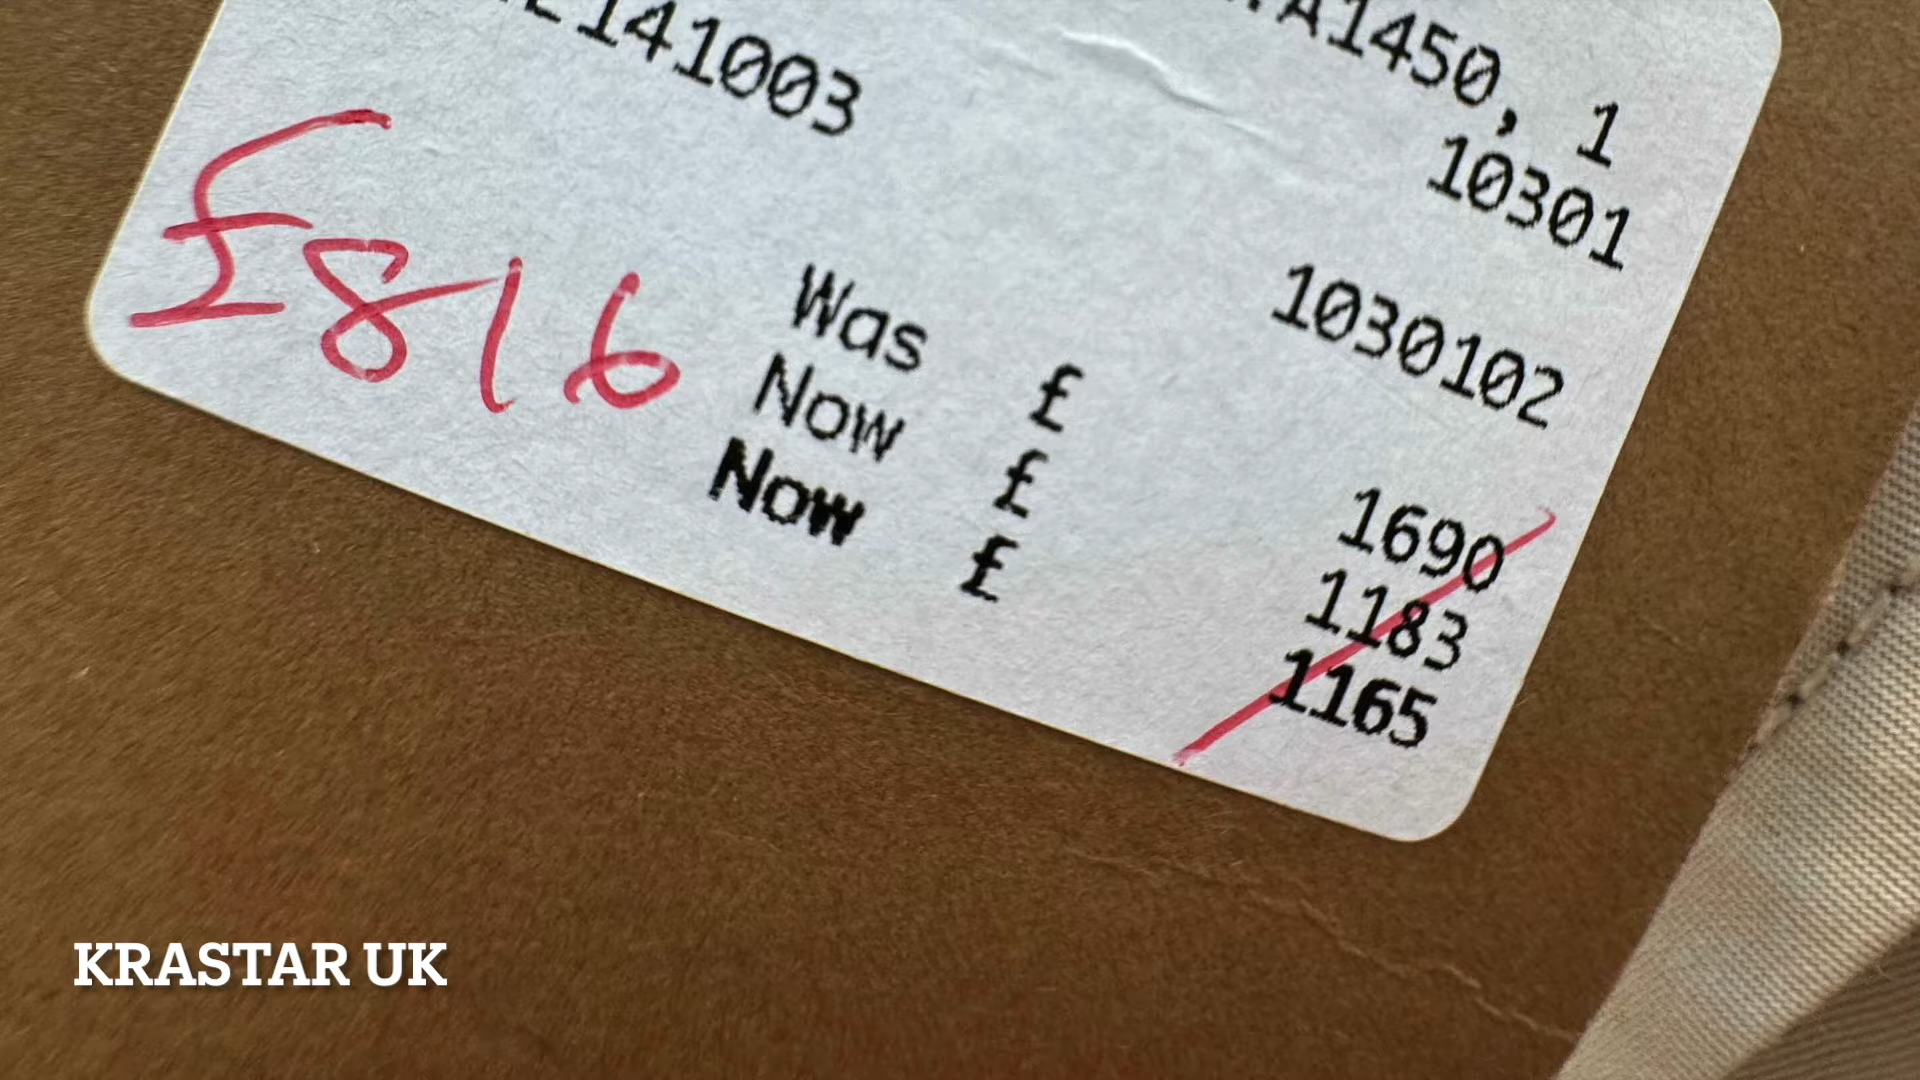 A1450, 1
141003
10301
1030102
£816
Was £ 1690
Now £ 1183
Now £ 1165
KRASTAR UK